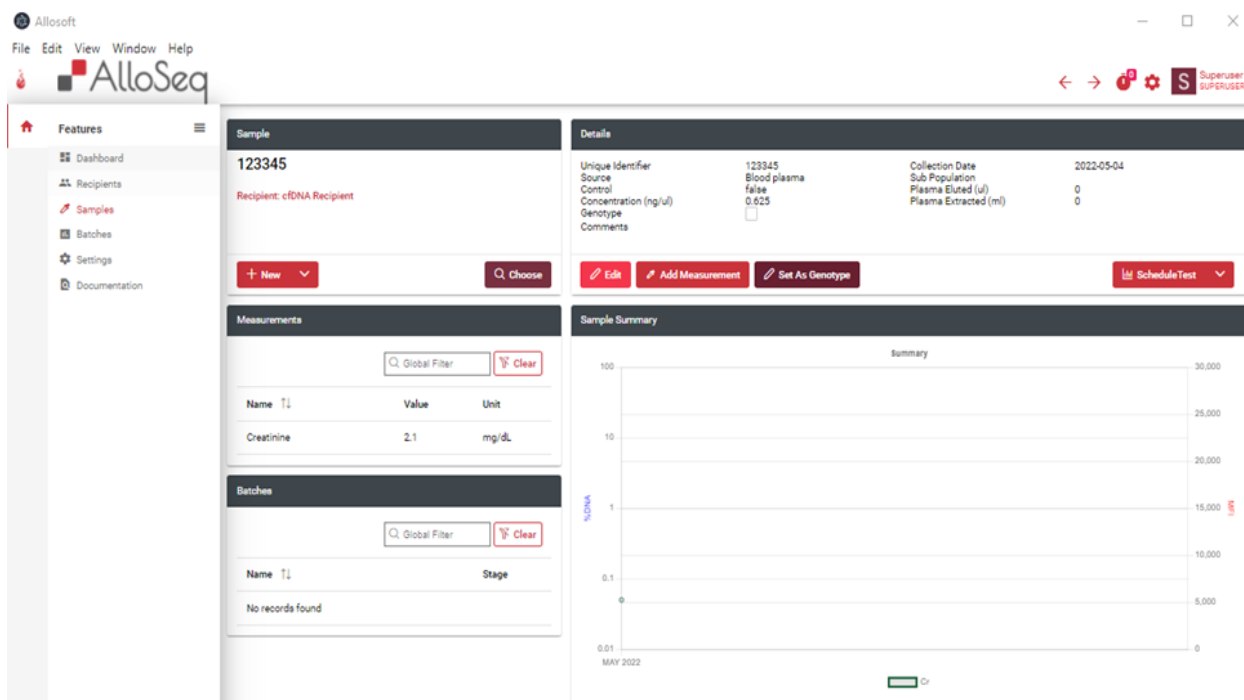 Allosoft
File Edit View Window Help
AlloSeq
0
S
Superuser
SUPERUSER
Features
Dashboard
Recipients
Samples
Batches
Settings
Documentation
Sample
123345
Recipient: cfDNA Recipient
+ New
Choose
Details
Unique Identifier 123345 Collection Date 2022-05-04
Source Blood plasma Sub Population
Control false Plasma Eluted (ul) 0
Concentration (ng/ul) 0.625 Plasma Extracted (ml) 0
Genotype
Comments
Edit Add Measurement Set As Genotype ScheduleTest
Measurements
Global Filter Clear
Name Value Unit
Creatinine 2.1 mg/dL
Batches
Global Filter Clear
Name Stage
No records found
Sample Summary
Summary
100 30,000
25,000
10
20,000
%DNA 1 15,000 MFI
10,000
0.1
5,000
0.01 0
MAY 2022
Cr